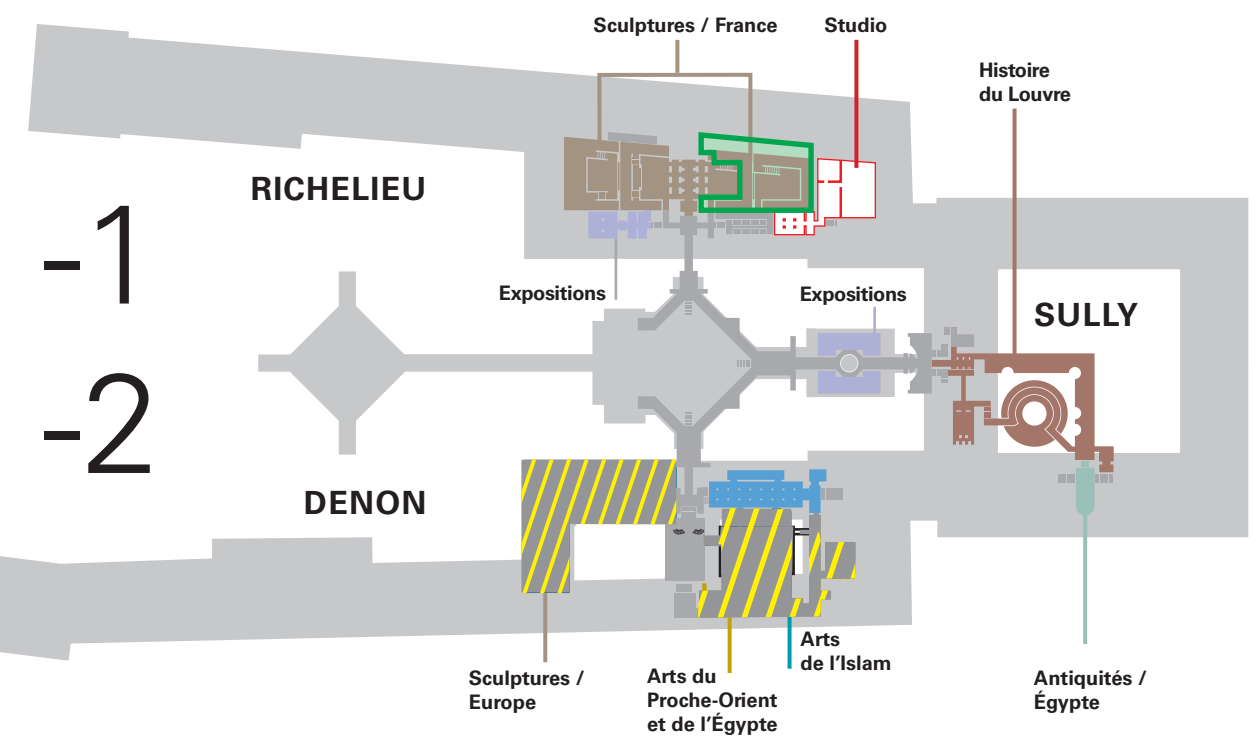 Sculptures / France
Studio
Histoire
du Louvre
RICHELIEU
-1
Expositions
Expositions
SULLY
-2
DENON
Arts
de l’Islam
Sculptures /
Europe
Arts du
Proche-Orient
et de l’Égypte
Antiquités /
Égypte